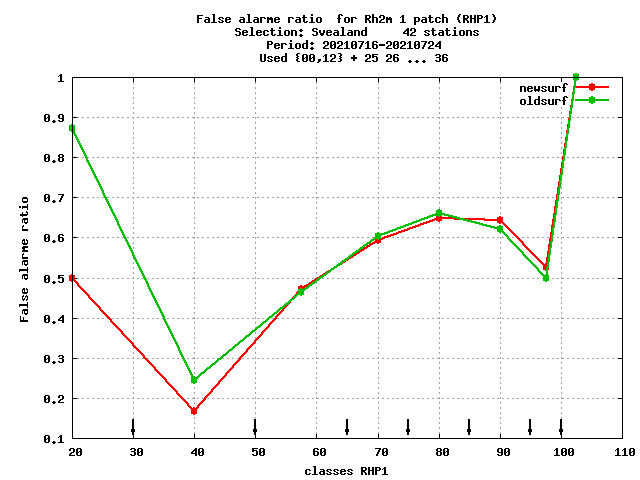 False alarme ratio  for Rh2m 1 patch (RHP1)
Selection: Svealand     42 stations
Period: 20210716-20210724
Used {00,12} + 25 26 ... 36
newsurf
oldsurf
1
0.9
0.8
0.7
0.6
0.5
0.4
0.3
0.2
0.1
False alarme ratio
20 30 40 50 60 70 80 90 100 110
classes RHP1